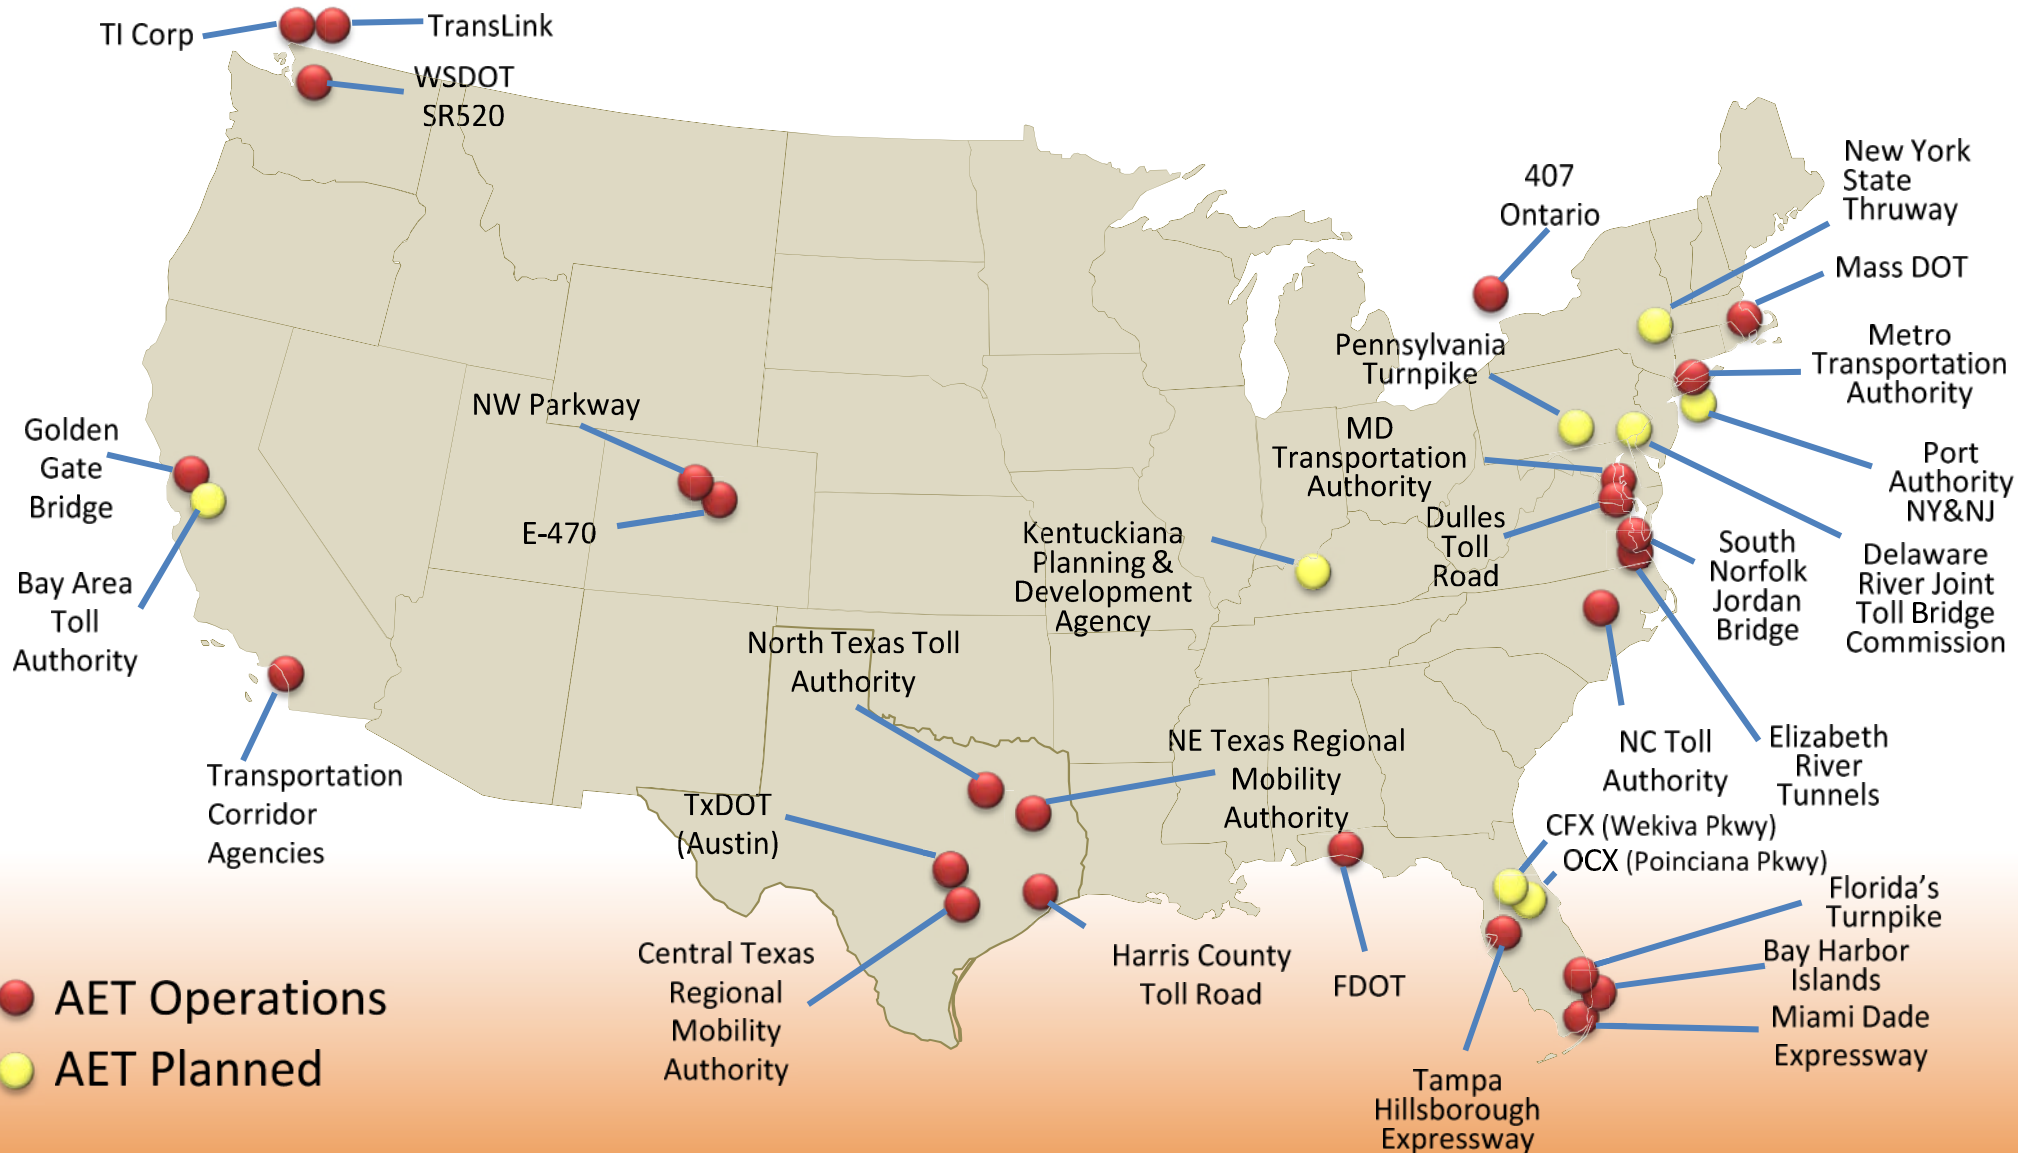 TI Corp
TransLink
WSDOT
SR520
407
Ontario
New York
State
Thruway
Mass DOT
Metro
Transportation
Authority
Pennsylvania
Turnpike
NW Parkway
Golden
Gate
Bridge
E-470
MD
Transportation
Authority
Port
Authority
NY&NJ
Dulles
Toll
Road
Kentuckiana
Planning &
Development
Agency
South
Norfolk
Jordan
Bridge
Delaware
River Joint
Toll Bridge
Commission
Bay Area
Toll
Authority
North Texas Toll
Authority
NE Texas Regional
Mobility
Authority
NC Toll
Authority
Elizabeth
River
Tunnels
Transportation
Corridor
Agencies
TxDOT
(Austin)
CFX (Wekiva Pkwy)
OCX (Poinciana Pkwy)
Florida's
Turnpike
Bay Harbor
Islands
Miami Dade
Expressway
Central Texas
Regional
Mobility
Authority
Harris County
Toll Road
FDOT
Tampa
Hillsborough
Expressway
AET Operations
AET Planned